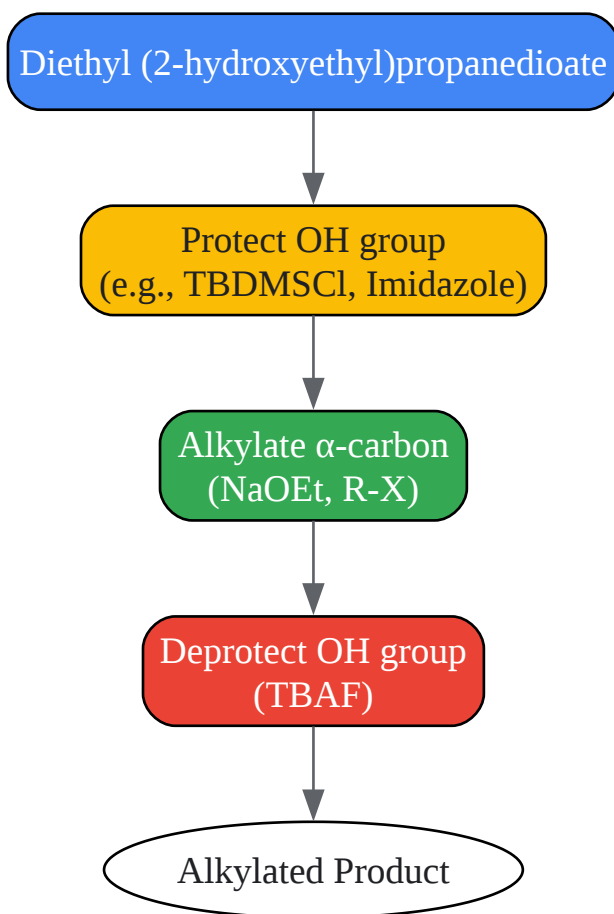 Diethyl (2-hydroxyethyl)propanedioate
Protect OH group
(e.g., TBDMSCl, Imidazole)
Alkylate α-carbon
(NaOEt, R-X)
Deprotect OH group
(TBAF)
Alkylated Product